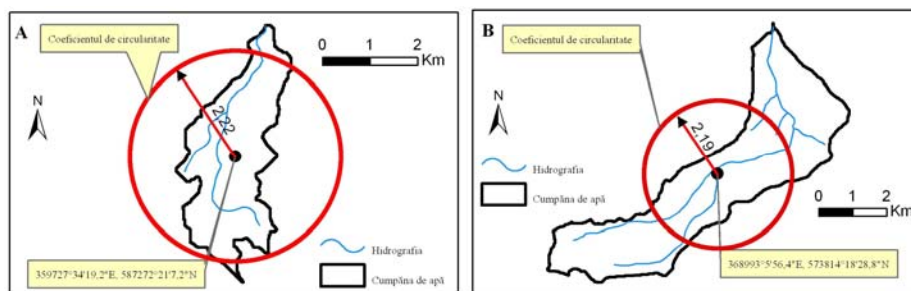 A
Coeficientul de circularitate
0 1 2
Km
N
2,22
Hidrografia
Cumpăna de apă
359727°34'19,2"E, 587272°21'7,2"N
B
Coeficientul de circularitate
N
2,19
Hidrografia
Cumpăna de apă
0 1 2
Km
368993°5'56,4"E, 573814°18'28,8"N